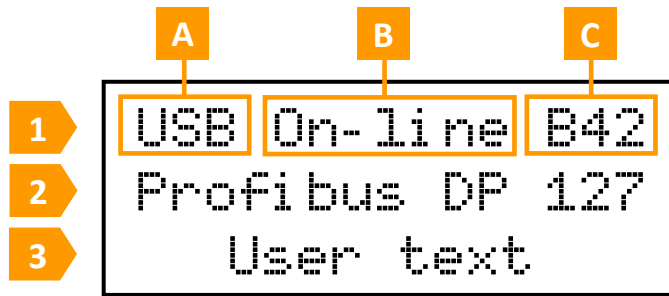 A B C
1 USB On-line B42
2 Profibus DP 127
3 User text